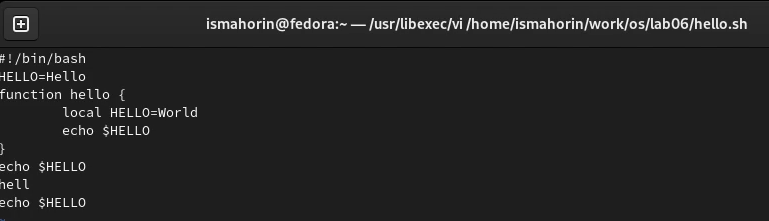 ismahorin@fedora:~ — /usr/libexec/vi /home/ismahorin/work/os/lab06/hello.sh
#!/bin/bash
HELLO=Hello
function hello {
        local HELLO=World
        echo $HELLO
}
echo $HELLO
hell
echo $HELLO
~